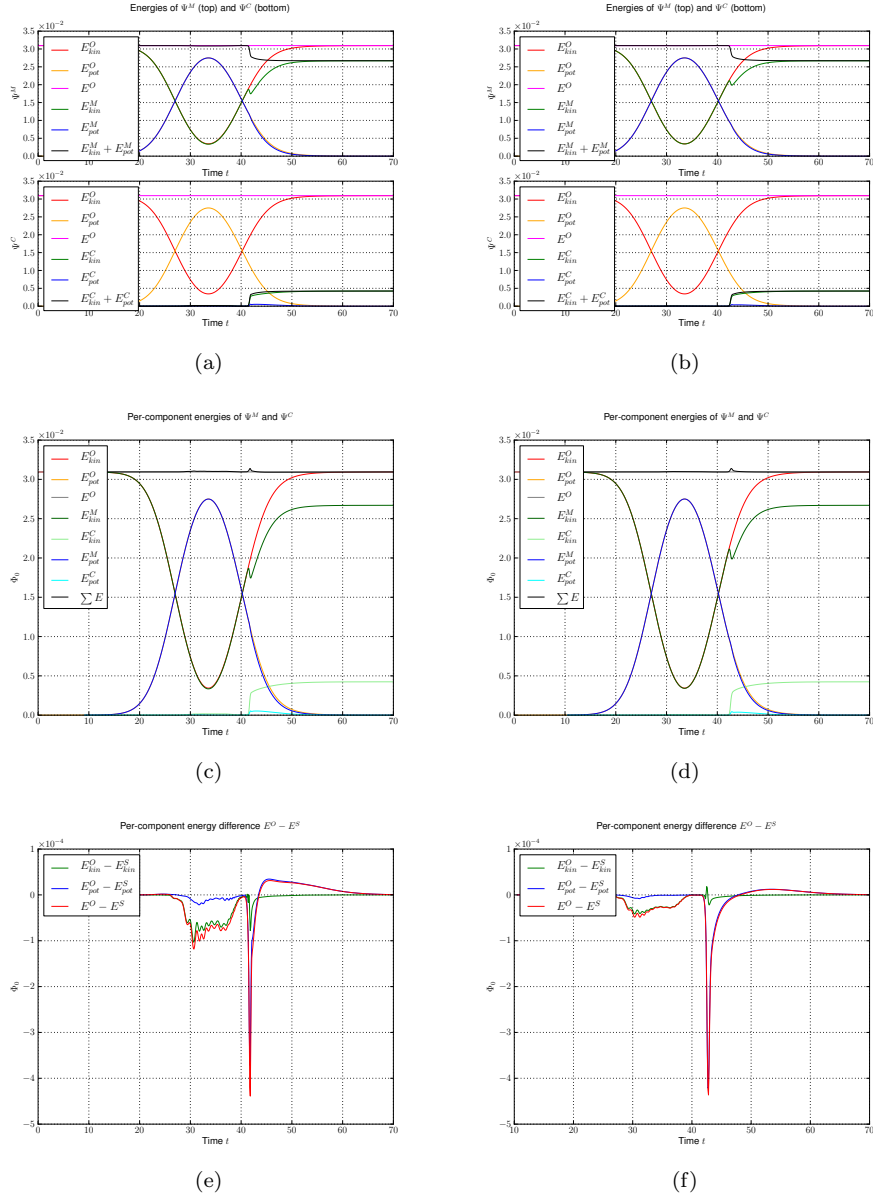 Energies of Ψ^M (top) and Ψ^C (bottom)
×10^−2
3.5
3.0
2.5
2.0
1.5
1.0
0.5
0.0
Ψ^M
E^O_kin
E^O_pot
E^O
E^M_kin
E^M_pot
E^M_kin + E^M_pot
0 10 20 30 40 50 60 70
Time t
×10^−2
3.5
3.0
2.5
2.0
1.5
1.0
0.5
0.0
Ψ^C
E^O_kin
E^O_pot
E^O
E^C_kin
E^C_pot
E^C_kin + E^C_pot
0 10 20 30 40 50 60 70
Time t
(a)
Energies of Ψ^M (top) and Ψ^C (bottom)
×10^−2
3.5
3.0
2.5
2.0
1.5
1.0
0.5
0.0
Ψ^M
E^O_kin
E^O_pot
E^O
E^M_kin
E^M_pot
E^M_kin + E^M_pot
0 10 20 30 40 50 60 70
Time t
×10^−2
3.5
3.0
2.5
2.0
1.5
1.0
0.5
0.0
Ψ^C
E^O_kin
E^O_pot
E^O
E^C_kin
E^C_pot
E^C_kin + E^C_pot
0 10 20 30 40 50 60 70
Time t
(b)
Per-component energies of Ψ^M and Ψ^C
×10^−2
3.5
3.0
2.5
2.0
1.5
1.0
0.5
0.0
Φ_0
E^O_kin
E^O_pot
E^O
E^M_kin
E^C_kin
E^M_pot
E^C_pot
∑ E
0 10 20 30 40 50 60 70
Time t
(c)
Per-component energies of Ψ^M and Ψ^C
×10^−2
3.5
3.0
2.5
2.0
1.5
1.0
0.5
0.0
Φ_0
E^O_kin
E^O_pot
E^O
E^M_kin
E^C_kin
E^M_pot
E^C_pot
∑ E
0 10 20 30 40 50 60 70
Time t
(d)
Per-component energy difference E^O − E^S
×10^−4
1
0
−1
−2
−3
−4
−5
Φ_0
E^O_kin − E^S_kin
E^O_pot − E^S_pot
E^O − E^S
0 10 20 30 40 50 60 70
Time t
(e)
Per-component energy difference E^O − E^S
×10^−4
1
0
−1
−2
−3
−4
−5
Φ_0
E^O_kin − E^S_kin
E^O_pot − E^S_pot
E^O − E^S
10 20 30 40 50 60 70
Time t
(f)